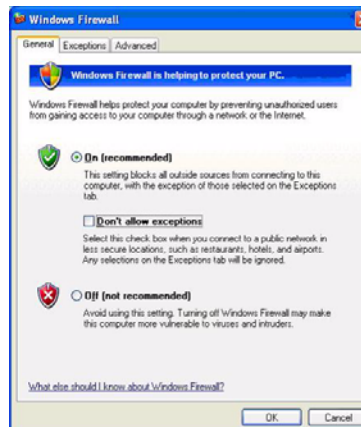 Windows Firewall
General Exceptions Advanced
Windows Firewall is helping to protect your PC.
Windows Firewall helps protect your computer by preventing unauthorized users
from gaining access to your computer through a network or the Internet.
On (recommended)
This setting blocks all outside sources from connecting to this
computer, with the exception of those selected on the Exceptions
tab.
Don't allow exceptions
Select this check box when you connect to a public network in
less secure locations, such as restaurants, hotels, and airports.
Any selections on the Exceptions tab will be ignored.
Off (not recommended)
Avoid using this setting. Turning off Windows Firewall may make
this computer more vulnerable to viruses and intruders.
What else should I know about Windows Firewall?
OK Cancel